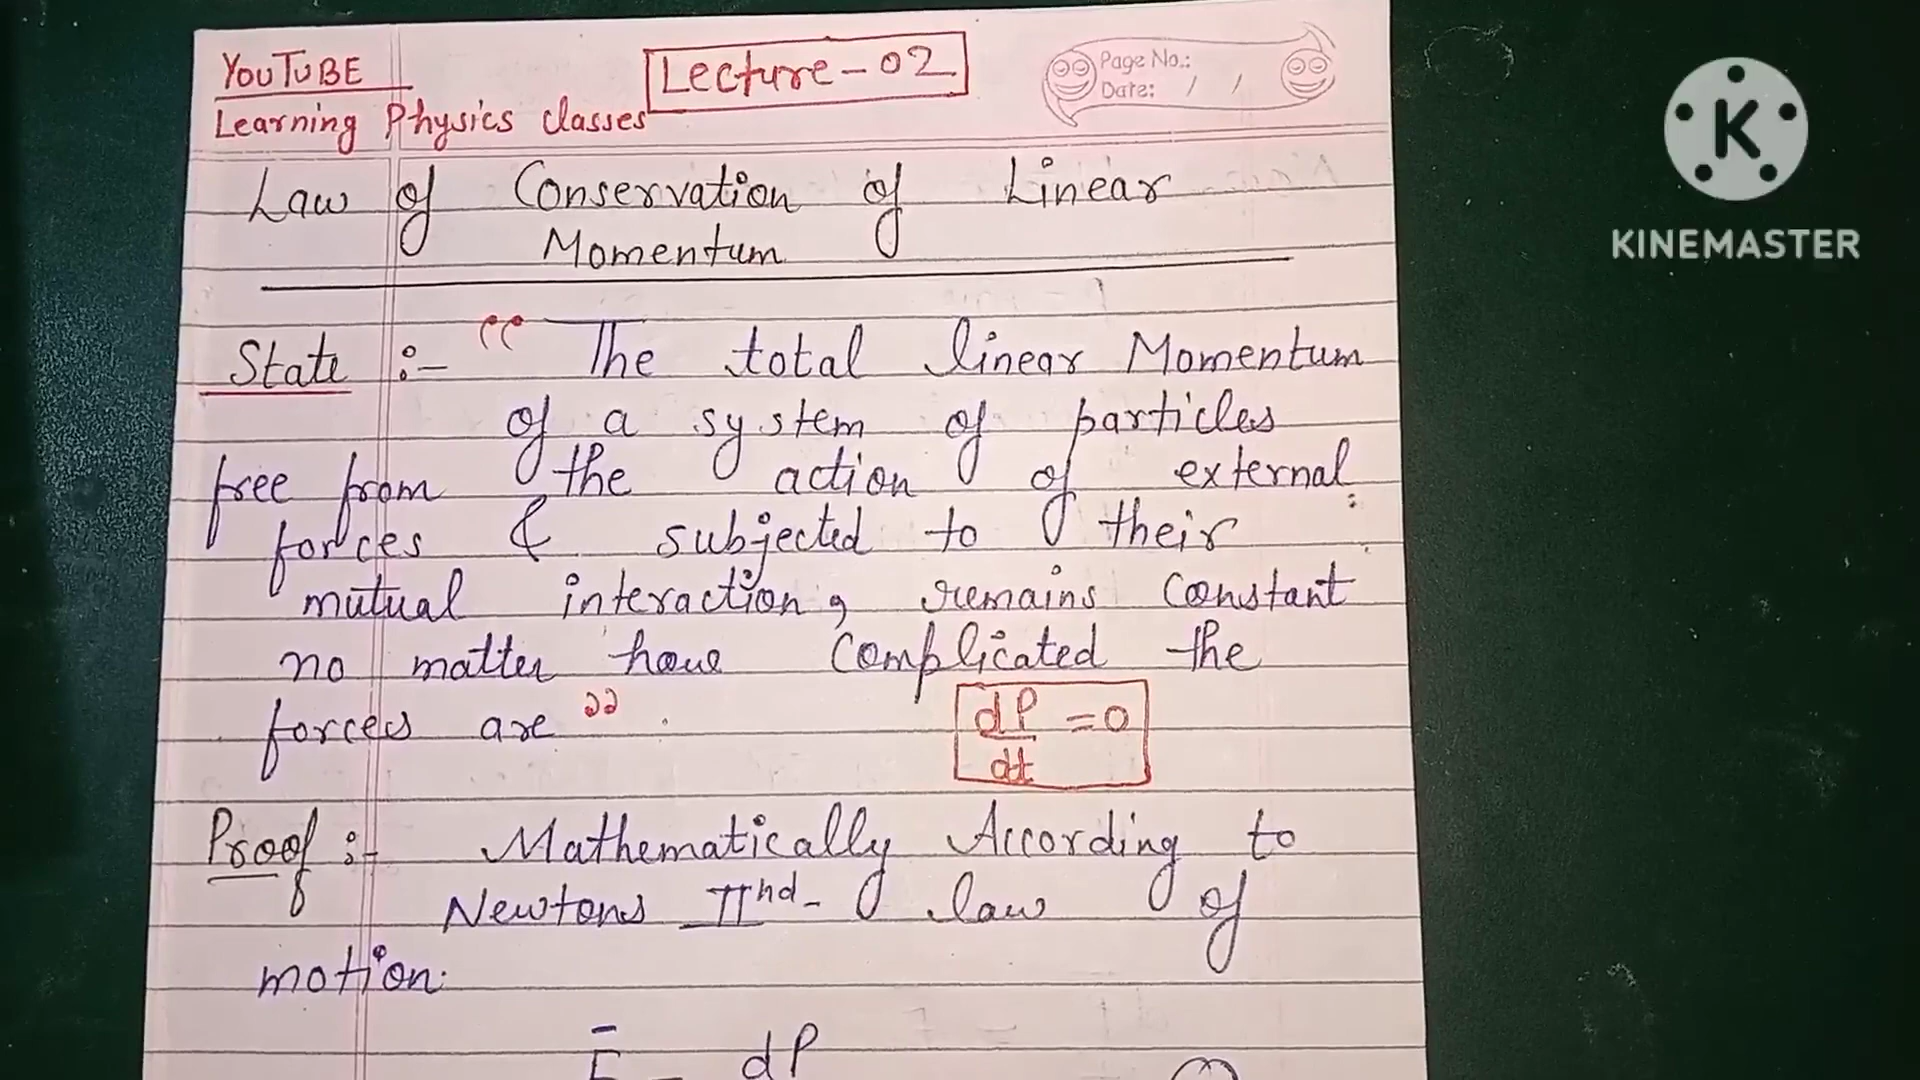 YOUTUBE
Lecture-02
Page No.:
Date: / /
Learning Physics classes
Law of Conservation of Linear
Momentum
State :- “ The total linear Momentum
of a system of particles
free from the action of external
forces & subjected to their
mutual interaction, remains constant
no matter how complicated the
forces are ”.
dP/dt = 0
Proof :- Mathematically According to
Newtons IInd- law of
motion.
dP
K
KINEMASTER